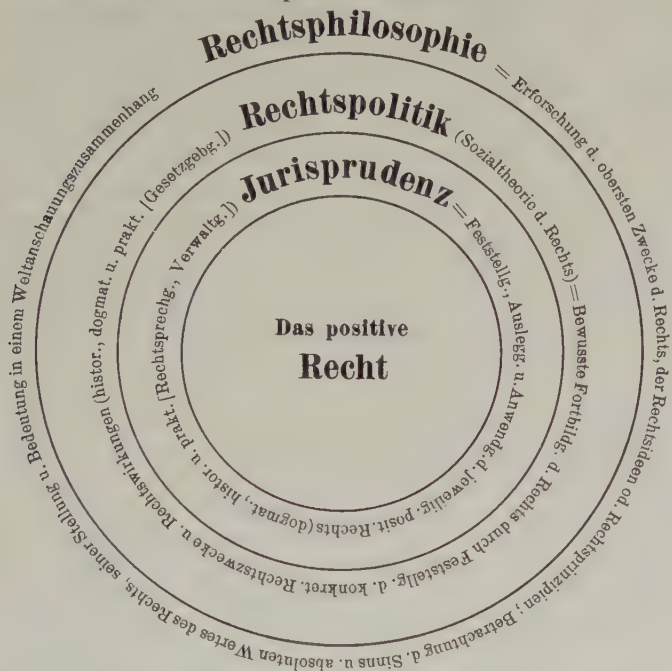 Rechtsphilosophie = Erforschung d. obersten Zwecke d. Rechts, der Rechtsideen od. Rechtsprinzipien; Betrachtung d. Sinns u. absoluten Wertes des Rechts, seiner Stellung u. Bedeutung in einem Weltanschauungszusammenhang
Rechtspolitik (Sozialtheorie d. Rechts) = Bewusste Fortbildg. d. Rechts durch Feststellg. d. konkret. Rechtszwecke u. Rechtswirkungen (histor., dogmat. u. prakt. [Gesetzgebg.])
Jurisprudenz = Feststellg., Auslegg. u. Anwendg. d. jeweilig. posit. Rechts (dogmat., histor. u. prakt. [Rechtsprechg., Verwaltg.])
Das positive
Recht